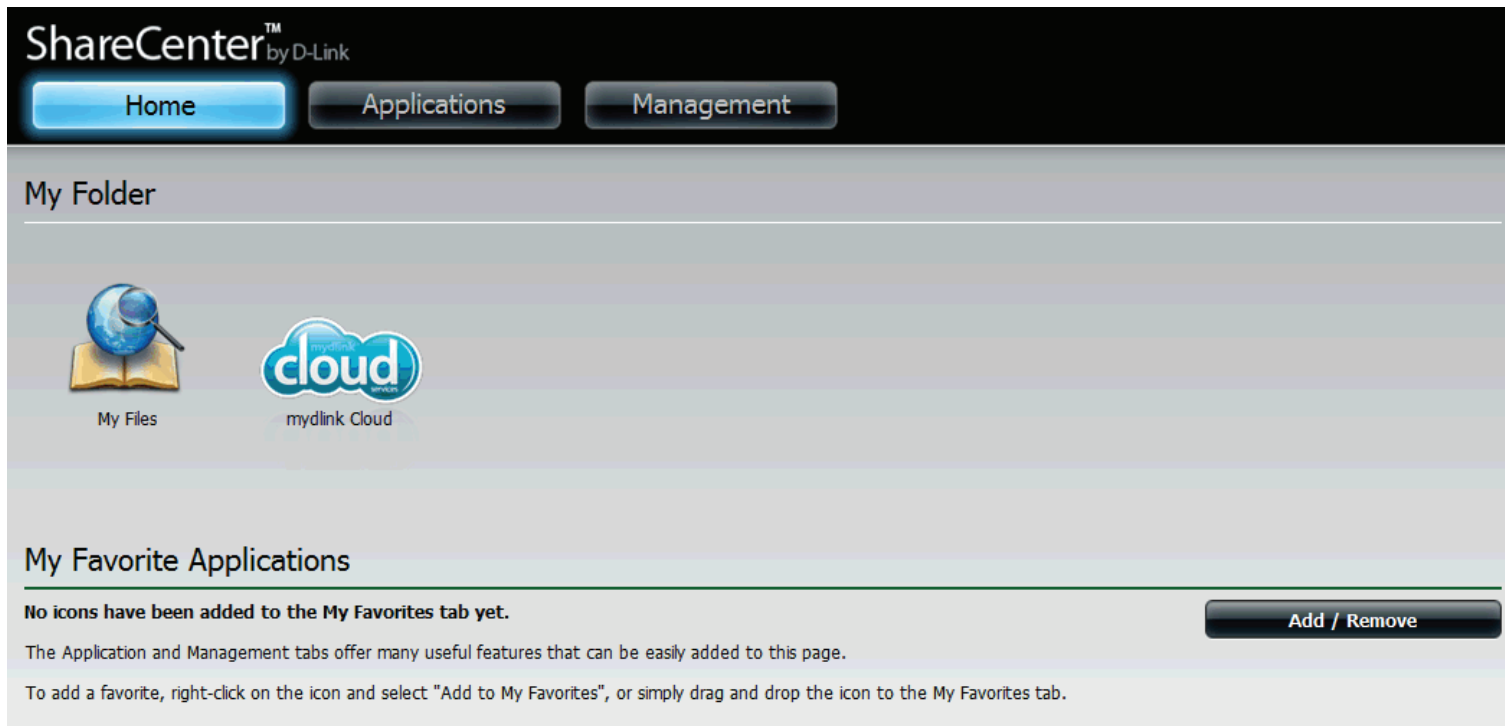 ShareCenter™ by D-Link
Home Applications Management
My Folder
mydlink
cloud
services
My Files mydlink Cloud
My Favorite Applications
No icons have been added to the My Favorites tab yet.
Add / Remove
The Application and Management tabs offer many useful features that can be easily added to this page.
To add a favorite, right-click on the icon and select "Add to My Favorites", or simply drag and drop the icon to the My Favorites tab.